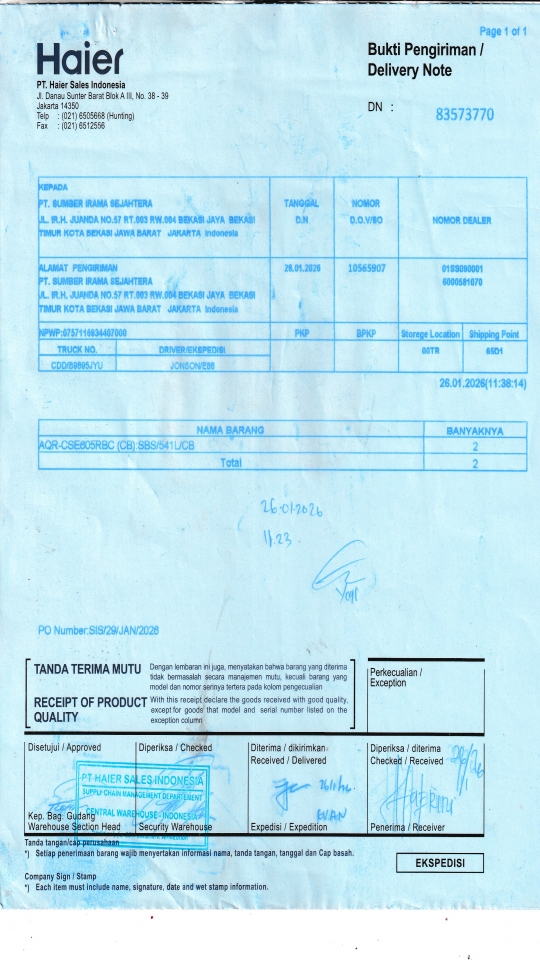 Page 1 of 1
Haier
Bukti Pengiriman /
Delivery Note
PT. Haier Sales Indonesia
Jl. Danau Sunter Barat Blok A III, No. 38 - 39
Jakarta 14350
Telp : (021) 6505668 (Hunting)
Fax : (021) 6512556
DN : 83573770
KEPADA
PT. SUMBER IRAMA SEJAHTERA
JL. IR.H. JUANDA NO.57 RT.003 RW.004 BEKASI JAYA BEKASI
TIMUR KOTA BEKASI JAWA BARAT JAKARTA Indonesia
TANGGAL
D.N
NOMOR
D.O.V/SO
NOMOR DEALER
ALAMAT PENGIRIMAN
PT. SUMBER IRAMA SEJAHTERA
JL. IR.H. JUANDA NO.57 RT.003 RW.004 BEKASI JAYA BEKASI
TIMUR KOTA BEKASI JAWA BARAT JAKARTA Indonesia
26.01.2026
10565907
6000581070
PKP
BPKP
Storege Location
Shipping Point
TRUCK NO.
DRIVER/EKSPEDISI
26.01.2026(11:38:14)
NAMA BARANG
BANYAKNYA
AQR-CSE605RBC (CB):SBS/541L/CB
2
Total
2
26.01.2026
11.23
Yogi
PO Number:SIS/29/JAN/2026
TANDA TERIMA MUTU
Dengan lembaran ini juga, menyatakan bahwa barang yang diterima
tidak bermasalah secara manajemen mutu, kecuali barang yang
model dan nomor serinya tertera pada kolom pengecualian
RECEIPT OF PRODUCT
QUALITY
With this receipt declare the goods received with good quality,
except for goods that model and serial number listed on the
exception column
Perkecualian /
Exception
Disetujui / Approved
Diperiksa / Checked
Diterima / dikirimkan
Received / Delivered
Diperiksa / diterima
Checked / Received
PT HAIER SALES INDONESIA
SUPPLY CHAIN MANAGEMENT DEPARTEMENT
CENTRAL WAREHOUSE - INDONESIA
EVAN
Kep. Bag. Gudang
Warehouse Section Head
Security Warehouse
Expedisi / Expedition
Penerima / Receiver
Tanda tangan/cap perusahaan
*) Setiap penerimaan barang wajib menyertakan informasi nama, tanda tangan, tanggal dan Cap basah.
EKSPEDISI
Company Sign / Stamp
*) Each item must include name, signature, date and wet stamp information.